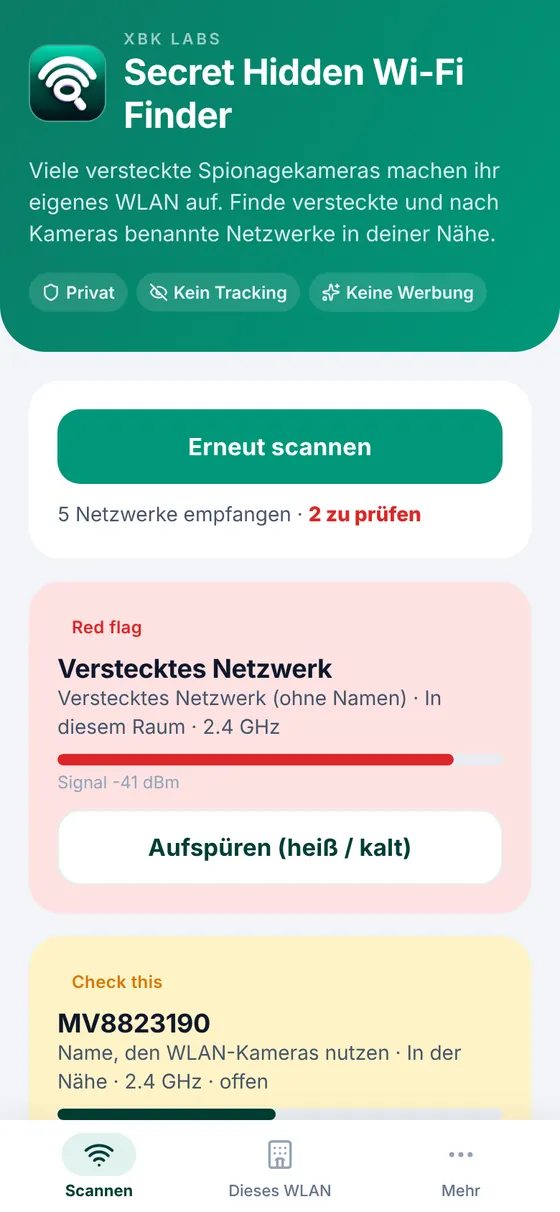 XBK LABS
Secret Hidden Wi-Fi
Finder
Viele versteckte Spionagekameras machen ihr
eigenes WLAN auf. Finde versteckte und nach
Kameras benannte Netzwerke in deiner Nähe.
Privat
Kein Tracking
Keine Werbung
Erneut scannen
5 Netzwerke empfangen · 2 zu prüfen
Red flag
Verstecktes Netzwerk
Verstecktes Netzwerk (ohne Namen) · In
diesem Raum · 2.4 GHz
Signal -41 dBm
Aufspüren (heiß / kalt)
Check this
MV8823190
Name, den WLAN-Kameras nutzen · In der
Nähe · 2.4 GHz · offen
Scannen
Dieses WLAN
Mehr